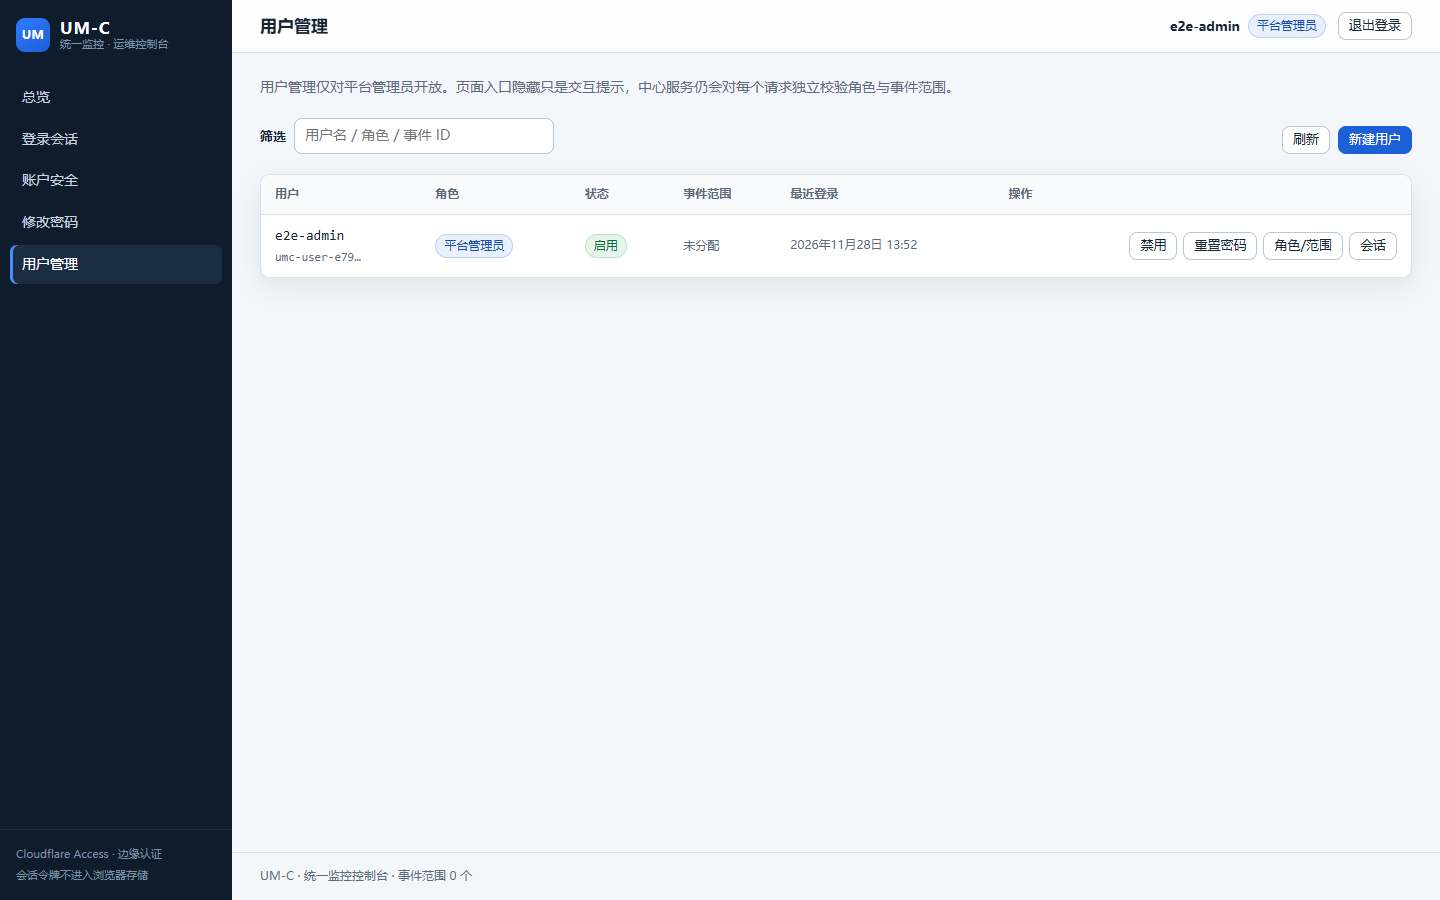 UM
UM-C
统一监控 · 运维控制台
总览
登录会话
账户安全
修改密码
用户管理
Cloudflare Access · 边缘认证
会话令牌不进入浏览器存储
用户管理
e2e-admin 平台管理员 退出登录
用户管理仅对平台管理员开放。页面入口隐藏只是交互提示，中心服务仍会对每个请求独立校验角色与事件范围。
筛选 用户名 / 角色 / 事件 ID 刷新 新建用户
用户 角色 状态 事件范围 最近登录 操作
e2e-admin 平台管理员 启用 未分配 2026年11月28日 13:52 禁用 重置密码 角色/范围 会话
umc-user-e79…
UM-C · 统一监控控制台 · 事件范围 0 个